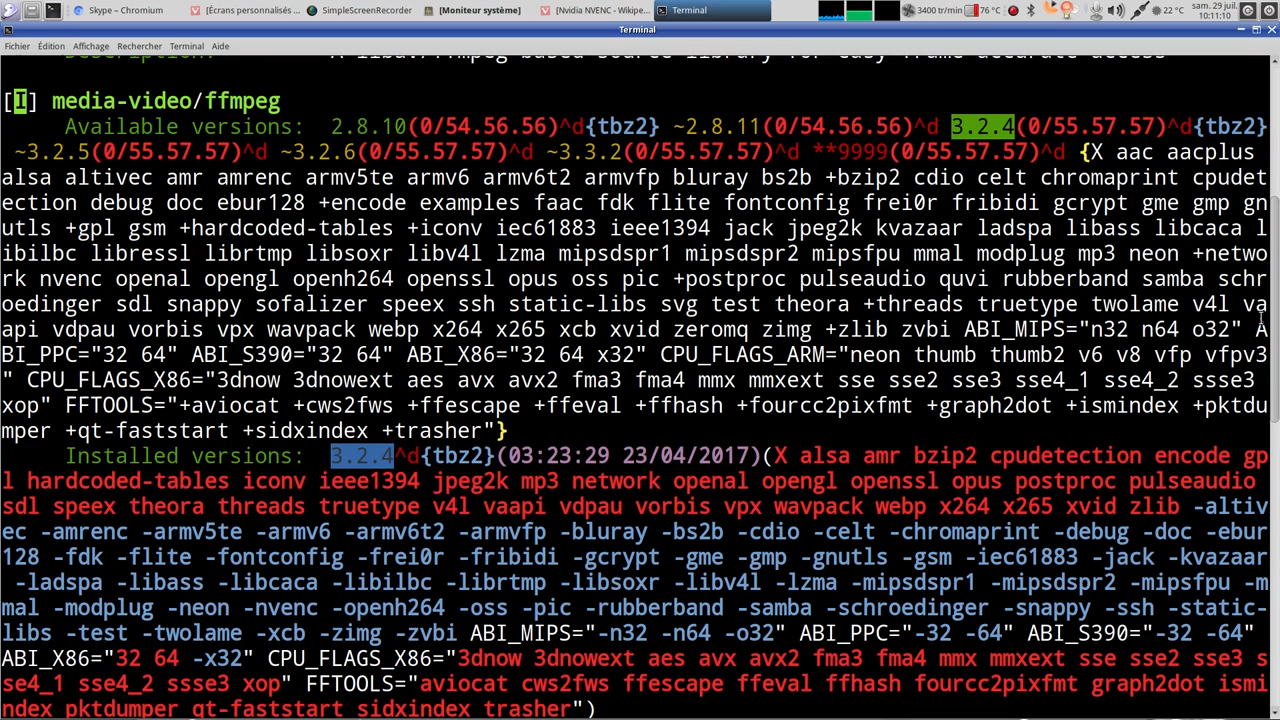 Skype – Chromium
[Écrans personnalisés ...
SimpleScreenRecorder
[Moniteur système]
[Nvidia NVENC - Wikipe...
Terminal
3400 tr/min
76 °C
22 °C
sam. 29 juil.
10:11:10
Terminal
Fichier Édition Affichage Rechercher Terminal Aide
[I] media-video/ffmpeg
Available versions: 2.8.10(0/54.56.56)^d{tbz2} ~2.8.11(0/54.56.56)^d 3.2.4(0/55.57.57)^d{tbz2}
~3.2.5(0/55.57.57)^d ~3.2.6(0/55.57.57)^d ~3.3.2(0/55.57.57)^d **9999(0/55.57.57)^d {X aac aacplus
alsa altivec amr amrenc armv5te armv6 armv6t2 armvfp bluray bs2b +bzip2 cdio celt chromaprint cpudet
ection debug doc ebur128 +encode examples faac fdk flite fontconfig frei0r fribidi gcrypt gme gmp gn
utls +gpl gsm +hardcoded-tables +iconv iec61883 ieee1394 jack jpeg2k kvazaar ladspa libass libcaca l
ibilbc libressl librtmp libsoxr libv4l lzma mipsdspr1 mipsdspr2 mipsfpu mmal modplug mp3 neon +netwo
rk nvenc openal opengl openh264 openssl opus oss pic +postproc pulseaudio quvi rubberband samba schr
oedinger sdl snappy sofalizer speex ssh static-libs svg test theora +threads truetype twolame v4l va
api vdpau vorbis vpx wavpack webp x264 x265 xcb xvid zeromq zimg +zlib zvbi ABI_MIPS="n32 n64 o32" A
BI_PPC="32 64" ABI_S390="32 64" ABI_X86="32 64 x32" CPU_FLAGS_ARM="neon thumb thumb2 v6 v8 vfp vfpv3
" CPU_FLAGS_X86="3dnow 3dnowext aes avx avx2 fma3 fma4 mmx mmxext sse sse2 sse3 sse4_1 sse4_2 ssse3
xop" FFTOOLS="+aviocat +cws2fws +ffescape +ffeval +ffhash +fourcc2pixfmt +graph2dot +ismindex +pktdu
mper +qt-faststart +sidxindex +trasher"}
Installed versions: 3.2.4^d{tbz2}(03:23:29 23/04/2017)(X alsa amr bzip2 cpudetection encode gp
l hardcoded-tables iconv ieee1394 jpeg2k mp3 network openal opengl openssl opus postproc pulseaudio
sdl speex theora threads truetype v4l vaapi vdpau vorbis vpx wavpack webp x264 x265 xvid zlib -altiv
ec -amrenc -armv5te -armv6 -armv6t2 -armvfp -bluray -bs2b -cdio -celt -chromaprint -debug -doc -ebur
128 -fdk -flite -fontconfig -frei0r -fribidi -gcrypt -gme -gmp -gnutls -gsm -iec61883 -jack -kvazaar
-ladspa -libass -libcaca -libilbc -librtmp -libsoxr -libv4l -lzma -mipsdspr1 -mipsdspr2 -mipsfpu -m
mal -modplug -neon -nvenc -openh264 -oss -pic -rubberband -samba -schroedinger -snappy -ssh -static-
libs -test -twolame -xcb -zimg -zvbi ABI_MIPS="-n32 -n64 -o32" ABI_PPC="-32 -64" ABI_S390="-32 -64"
ABI_X86="32 64 -x32" CPU_FLAGS_X86="3dnow 3dnowext aes avx avx2 fma3 fma4 mmx mmxext sse sse2 sse3 s
se4_1 sse4_2 ssse3 xop" FFTOOLS="aviocat cws2fws ffescape ffeval ffhash fourcc2pixfmt graph2dot ismi
ndex pktdumper qt-faststart sidxindex trasher")